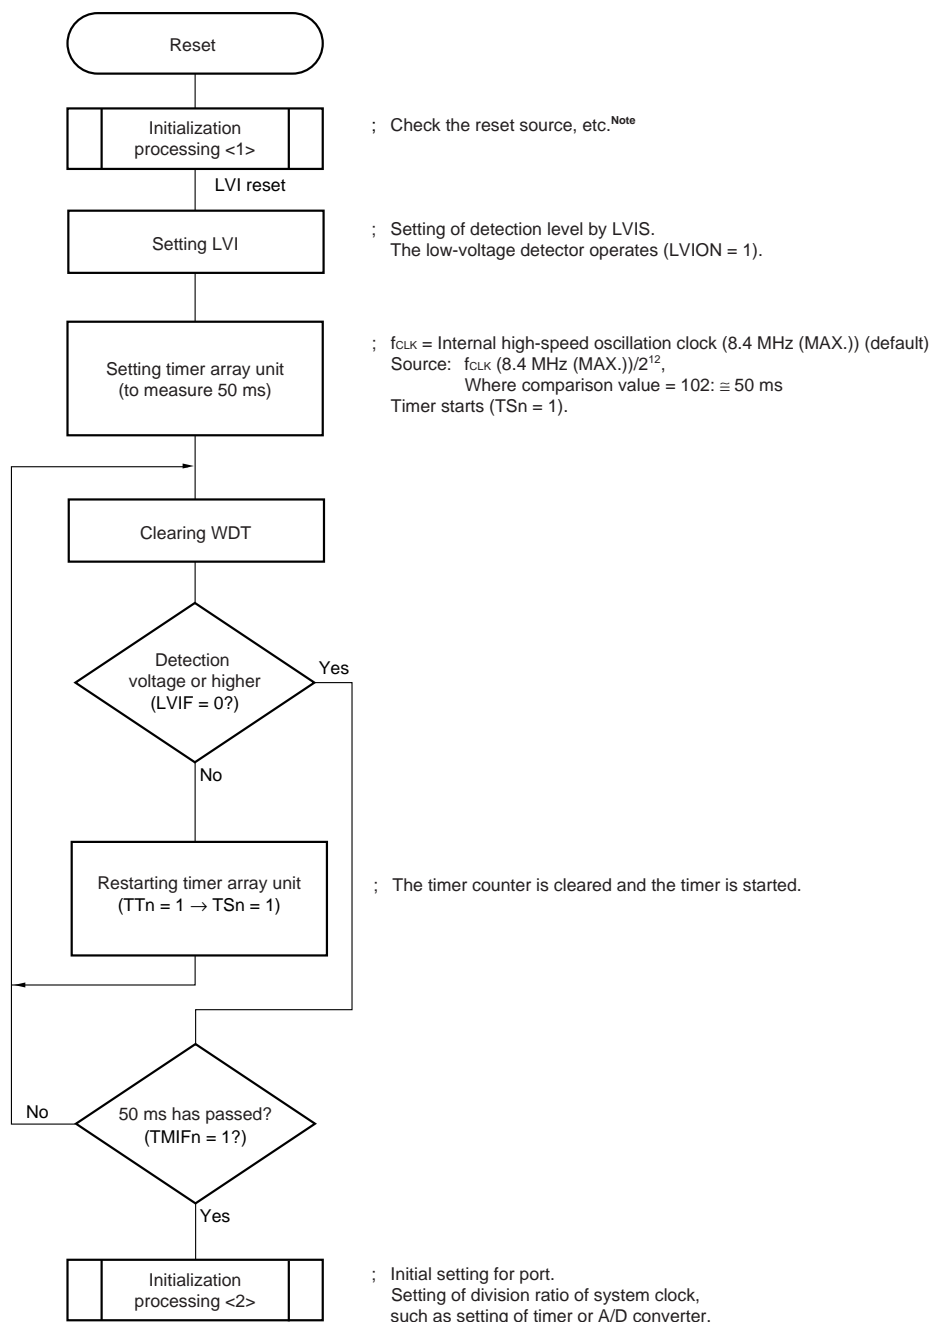 Reset
Initialization
processing <1>
; Check the reset source, etc.Note
LVI reset
Setting LVI
; Setting of detection level by LVIS.
The low-voltage detector operates (LVION = 1).
Setting timer array unit
(to measure 50 ms)
; fCLK = Internal high-speed oscillation clock (8.4 MHz (MAX.)) (default)
Source: fCLK (8.4 MHz (MAX.))/2^12,
Where comparison value = 102: ≅ 50 ms
Timer starts (TSn = 1).
Clearing WDT
Detection
voltage or higher
(LVIF = 0?)
Yes
No
Restarting timer array unit
(TTn = 1 → TSn = 1)
; The timer counter is cleared and the timer is started.
No
50 ms has passed?
(TMIFn = 1?)
Yes
Initialization
processing <2>
; Initial setting for port.
Setting of division ratio of system clock,
such as setting of timer or A/D converter.